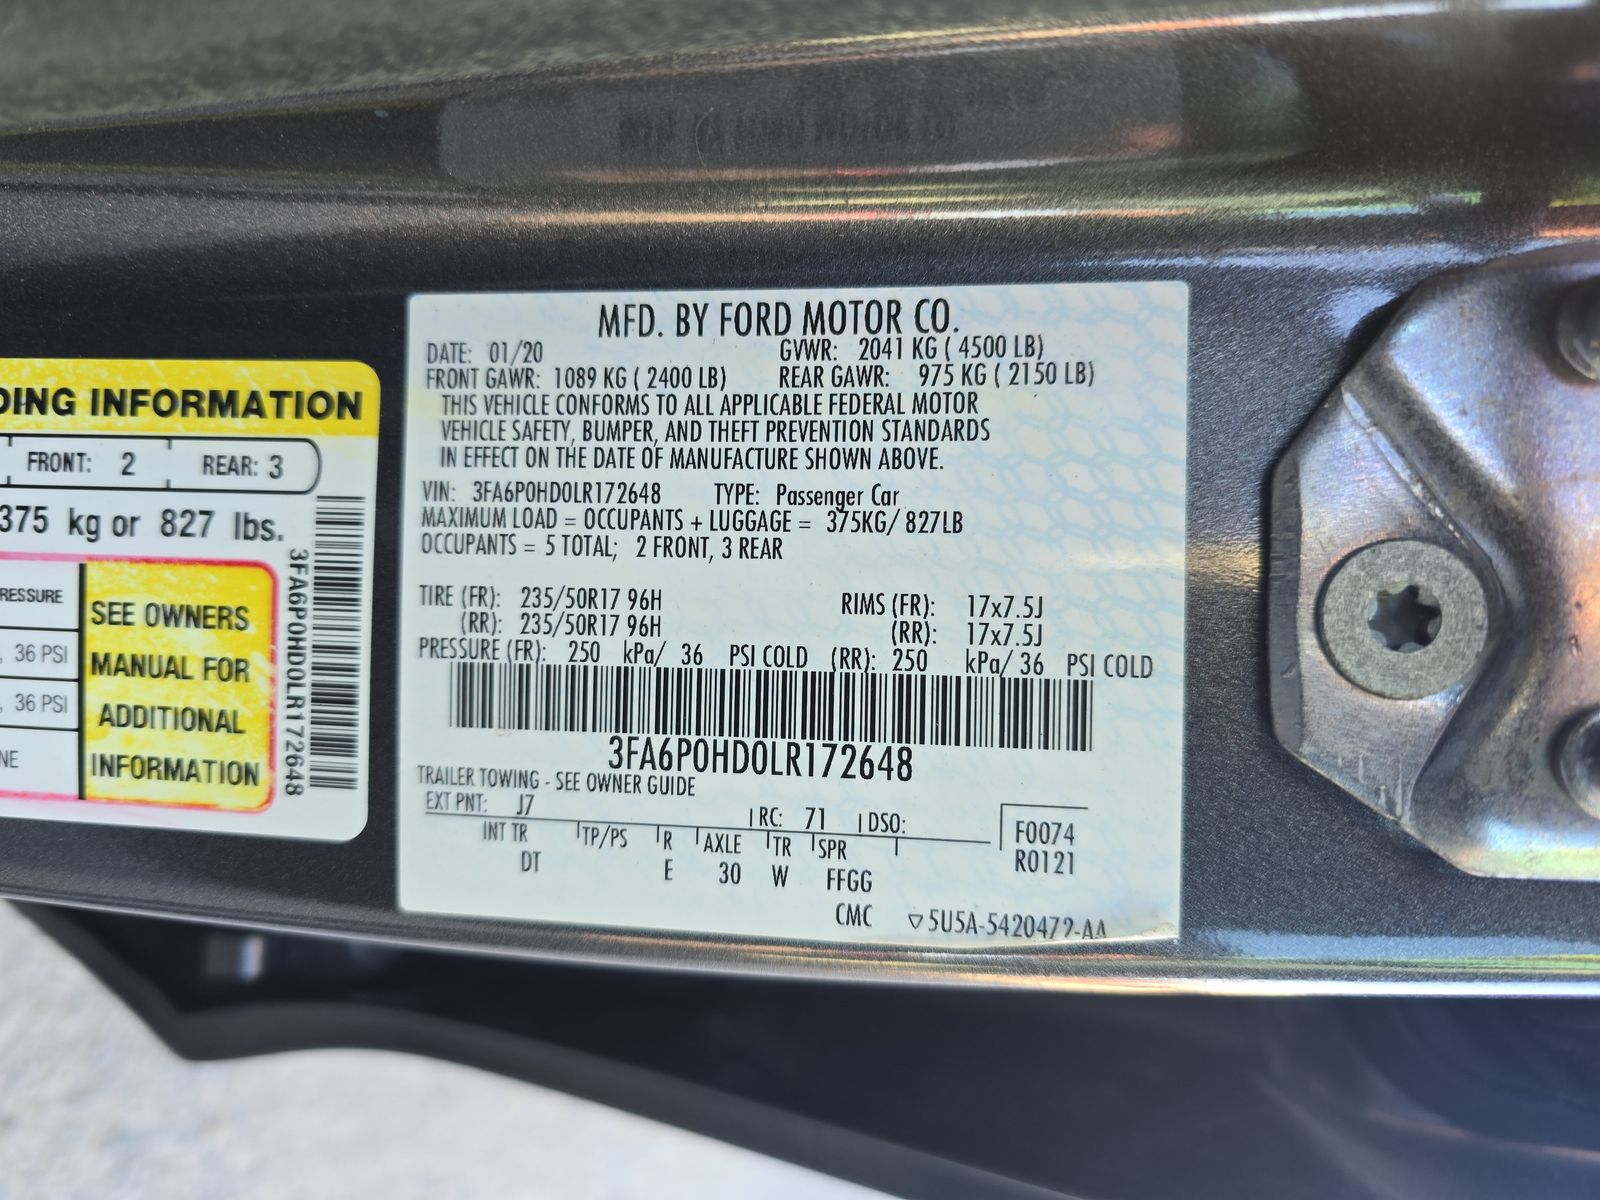 DING INFORMATION
FRONT: 2 REAR: 3
375 kg or 827 lbs.
RESSURE
, 36 PSI
, 36 PSI
NE
SEE OWNERS
MANUAL FOR
ADDITIONAL
INFORMATION
3FA6P0HD0LR172648
MFD. BY FORD MOTOR CO.
DATE: 01/20 GVWR: 2041 KG ( 4500 LB)
FRONT GAWR: 1089 KG ( 2400 LB) REAR GAWR: 975 KG ( 2150 LB)
THIS VEHICLE CONFORMS TO ALL APPLICABLE FEDERAL MOTOR
VEHICLE SAFETY, BUMPER, AND THEFT PREVENTION STANDARDS
IN EFFECT ON THE DATE OF MANUFACTURE SHOWN ABOVE.
VIN: 3FA6P0HD0LR172648 TYPE: Passenger Car
MAXIMUM LOAD = OCCUPANTS + LUGGAGE = 375KG/ 827LB
OCCUPANTS = 5 TOTAL; 2 FRONT, 3 REAR
TIRE (FR): 235/50R17 96H RIMS (FR): 17x7.5J
(RR): 235/50R17 96H (RR): 17x7.5J
PRESSURE (FR): 250 kPa/ 36 PSI COLD (RR): 250 kPa/ 36 PSI COLD
3FA6P0HD0LR172648
TRAILER TOWING - SEE OWNER GUIDE
EXT PNT: J7 RC: 71 DSO:
INT TR TP/PS R AXLE TR SPR F0074
DT E 30 W FFGG R0121
CMC ▽5U5A-5420472-AA